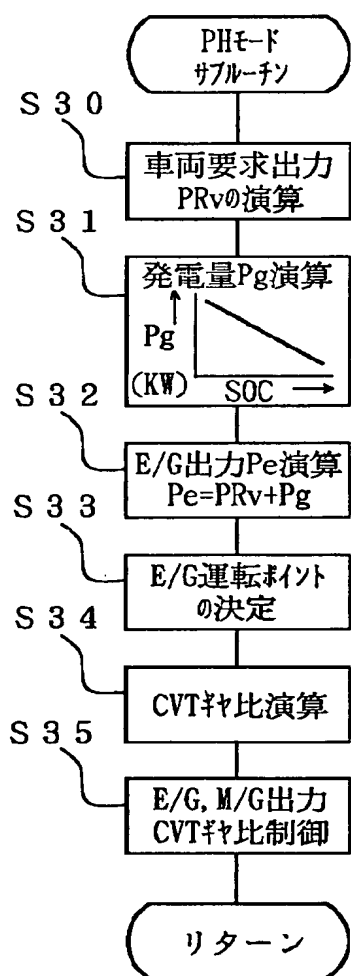 PHモード
サブルーチン
S30
車両要求出力
PRvの演算
S31
発電量Pg演算
Pg
(KW)
SOC
S32
E/G出力Pe演算
Pe=PRv+Pg
S33
E/G運転ポイント
の決定
S34
CVTギヤ比演算
S35
E/G, M/G出力
CVTギヤ比制御
リターン